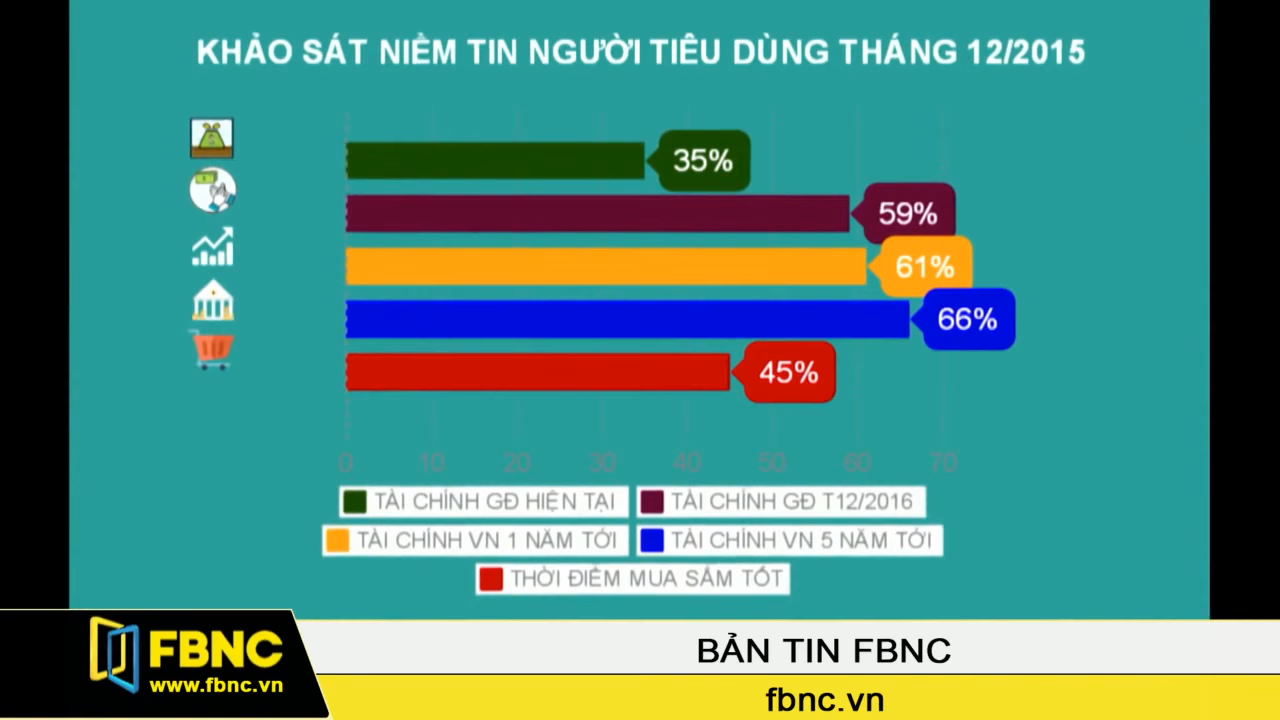 KHẢO SÁT NIỀM TIN NGƯỜI TIÊU DÙNG THÁNG 12/2015
35%
59%
61%
66%
45%
0 10 20 30 40 50 60 70
TÀI CHÍNH GĐ HIỆN TẠI TÀI CHÍNH GĐ T12/2016
TÀI CHÍNH VN 1 NĂM TỚI TÀI CHÍNH VN 5 NĂM TỚI
THỜI ĐIỂM MUA SẮM TỐT
FBNC
www.fbnc.vn
BẢN TIN FBNC
fbnc.vn